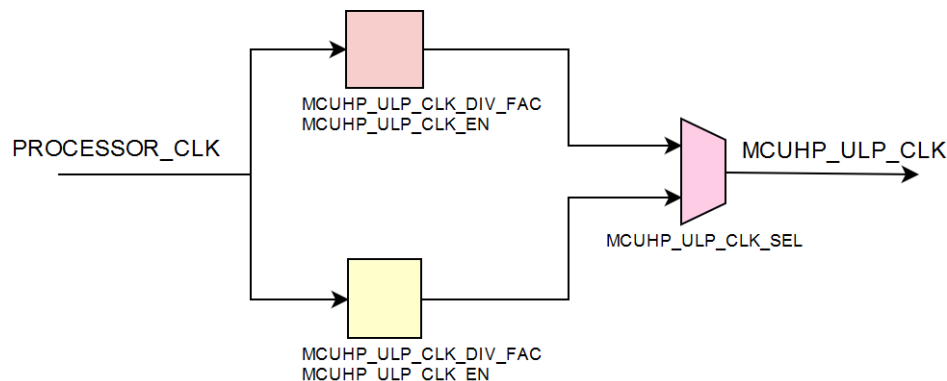 MCUHP_ULP_CLK_DIV_FAC
MCUHP_ULP_CLK_EN
PROCESSOR_CLK
MCUHP_ULP_CLK
MCUHP_ULP_CLK_SEL
MCUHP_ULP_CLK_DIV_FAC
MCUHP_ULP_CLK_EN